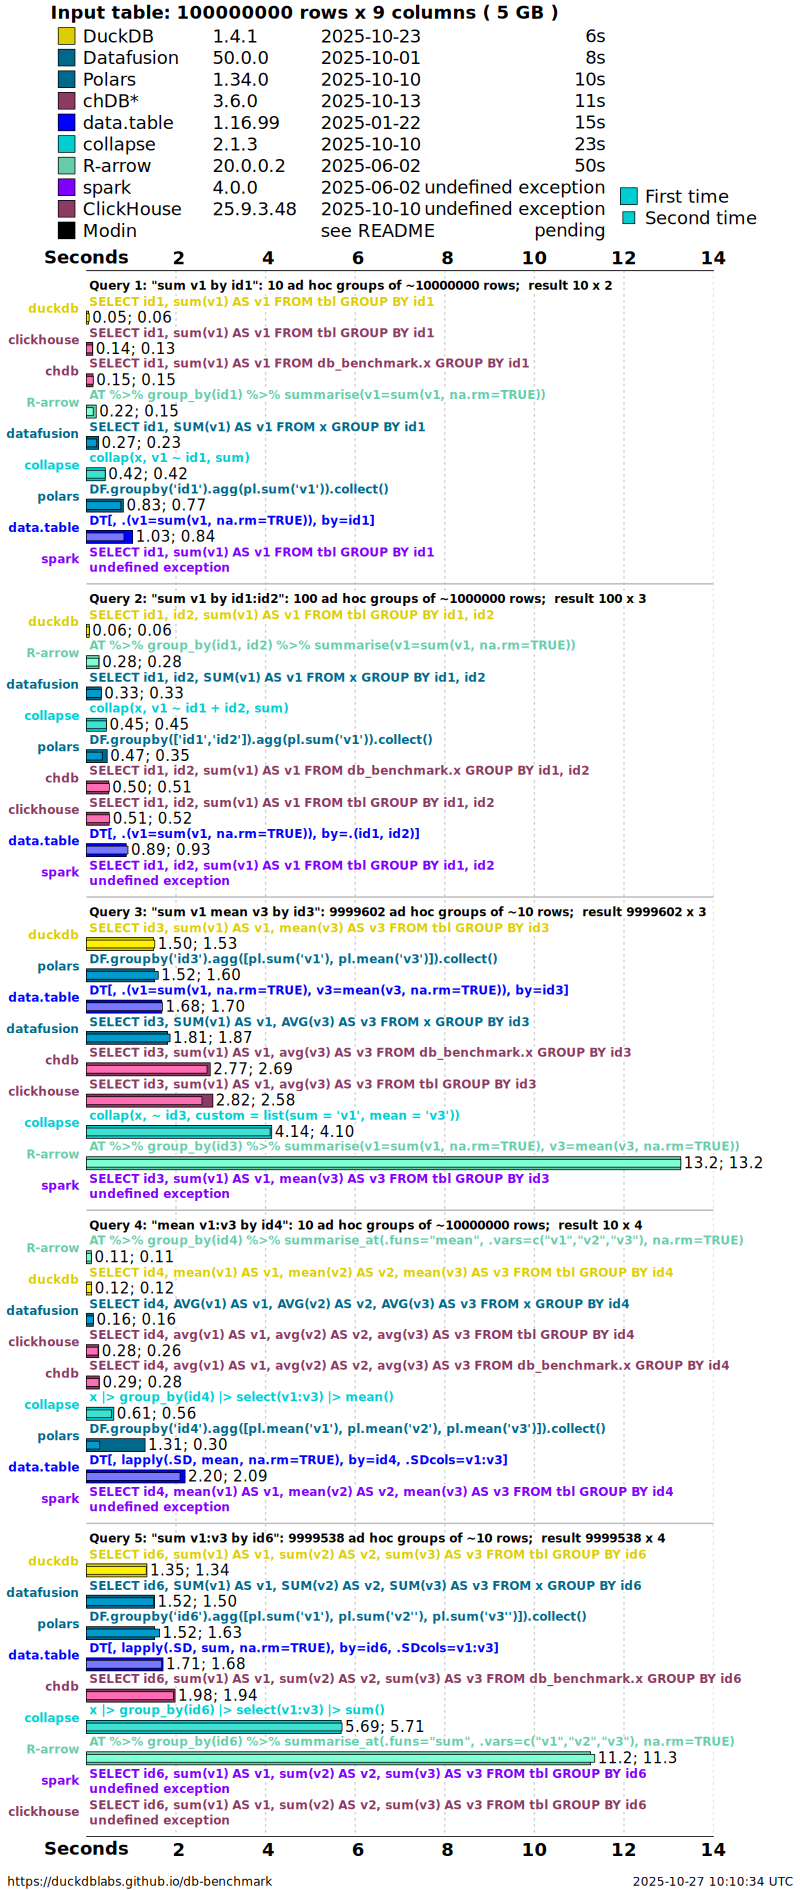 Input table: 100000000 rows x 9 columns ( 5 GB )
DuckDB 1.4.1 2025-10-23 6s
Datafusion 50.0.0 2025-10-01 8s
Polars 1.34.0 2025-10-10 10s
chDB* 3.6.0 2025-10-13 11s
data.table 1.16.99 2025-01-22 15s
collapse 2.1.3 2025-10-10 23s
R-arrow 20.0.0.2 2025-06-02 50s
spark 4.0.0 2025-06-02 undefined exception
ClickHouse 25.9.3.48 2025-10-10 undefined exception
Modin see README pending
First time
Second time
Seconds 2 4 6 8 10 12 14
Query 1: "sum v1 by id1": 10 ad hoc groups of ~10000000 rows; result 10 x 2
duckdb SELECT id1, sum(v1) AS v1 FROM tbl GROUP BY id1
0.05; 0.06
clickhouse SELECT id1, sum(v1) AS v1 FROM tbl GROUP BY id1
0.14; 0.13
chdb SELECT id1, sum(v1) AS v1 FROM db_benchmark.x GROUP BY id1
0.15; 0.15
R-arrow AT %>% group_by(id1) %>% summarise(v1=sum(v1, na.rm=TRUE))
0.22; 0.15
datafusion SELECT id1, SUM(v1) AS v1 FROM x GROUP BY id1
0.27; 0.23
collapse collap(x, v1 ~ id1, sum)
0.42; 0.42
polars DF.groupby('id1').agg(pl.sum('v1')).collect()
0.83; 0.77
data.table DT[, .(v1=sum(v1, na.rm=TRUE)), by=id1]
1.03; 0.84
spark SELECT id1, sum(v1) AS v1 FROM tbl GROUP BY id1
undefined exception
Query 2: "sum v1 by id1:id2": 100 ad hoc groups of ~1000000 rows; result 100 x 3
duckdb SELECT id1, id2, sum(v1) AS v1 FROM tbl GROUP BY id1, id2
0.06; 0.06
R-arrow AT %>% group_by(id1, id2) %>% summarise(v1=sum(v1, na.rm=TRUE))
0.28; 0.28
datafusion SELECT id1, id2, SUM(v1) AS v1 FROM x GROUP BY id1, id2
0.33; 0.33
collapse collap(x, v1 ~ id1 + id2, sum)
0.45; 0.45
polars DF.groupby(['id1','id2']).agg(pl.sum('v1')).collect()
0.47; 0.35
chdb SELECT id1, id2, sum(v1) AS v1 FROM db_benchmark.x GROUP BY id1, id2
0.50; 0.51
clickhouse SELECT id1, id2, sum(v1) AS v1 FROM tbl GROUP BY id1, id2
0.51; 0.52
data.table DT[, .(v1=sum(v1, na.rm=TRUE)), by=.(id1, id2)]
0.89; 0.93
spark SELECT id1, id2, sum(v1) AS v1 FROM tbl GROUP BY id1, id2
undefined exception
Query 3: "sum v1 mean v3 by id3": 9999602 ad hoc groups of ~10 rows; result 9999602 x 3
duckdb SELECT id3, sum(v1) AS v1, mean(v3) AS v3 FROM tbl GROUP BY id3
1.50; 1.53
polars DF.groupby('id3').agg([pl.sum('v1'), pl.mean('v3')]).collect()
1.52; 1.60
data.table DT[, .(v1=sum(v1, na.rm=TRUE), v3=mean(v3, na.rm=TRUE)), by=id3]
1.68; 1.70
datafusion SELECT id3, SUM(v1) AS v1, AVG(v3) AS v3 FROM x GROUP BY id3
1.81; 1.87
chdb SELECT id3, sum(v1) AS v1, avg(v3) AS v3 FROM db_benchmark.x GROUP BY id3
2.77; 2.69
clickhouse SELECT id3, sum(v1) AS v1, avg(v3) AS v3 FROM tbl GROUP BY id3
2.82; 2.58
collapse collap(x, ~ id3, custom = list(sum = 'v1', mean = 'v3'))
4.14; 4.10
R-arrow AT %>% group_by(id3) %>% summarise(v1=sum(v1, na.rm=TRUE), v3=mean(v3, na.rm=TRUE))
13.2; 13.2
spark SELECT id3, sum(v1) AS v1, mean(v3) AS v3 FROM tbl GROUP BY id3
undefined exception
Query 4: "mean v1:v3 by id4": 10 ad hoc groups of ~10000000 rows; result 10 x 4
R-arrow AT %>% group_by(id4) %>% summarise_at(.funs="mean", .vars=c("v1","v2","v3"), na.rm=TRUE)
0.11; 0.11
duckdb SELECT id4, mean(v1) AS v1, mean(v2) AS v2, mean(v3) AS v3 FROM tbl GROUP BY id4
0.12; 0.12
datafusion SELECT id4, AVG(v1) AS v1, AVG(v2) AS v2, AVG(v3) AS v3 FROM x GROUP BY id4
0.16; 0.16
clickhouse SELECT id4, avg(v1) AS v1, avg(v2) AS v2, avg(v3) AS v3 FROM tbl GROUP BY id4
0.28; 0.26
chdb SELECT id4, avg(v1) AS v1, avg(v2) AS v2, avg(v3) AS v3 FROM db_benchmark.x GROUP BY id4
0.29; 0.28
collapse x |> group_by(id4) |> select(v1:v3) |> mean()
0.61; 0.56
polars DF.groupby('id4').agg([pl.mean('v1'), pl.mean('v2'), pl.mean('v3')]).collect()
1.31; 0.30
data.table DT[, lapply(.SD, mean, na.rm=TRUE), by=id4, .SDcols=v1:v3]
2.20; 2.09
spark SELECT id4, mean(v1) AS v1, mean(v2) AS v2, mean(v3) AS v3 FROM tbl GROUP BY id4
undefined exception
Query 5: "sum v1:v3 by id6": 9999538 ad hoc groups of ~10 rows; result 9999538 x 4
duckdb SELECT id6, sum(v1) AS v1, sum(v2) AS v2, sum(v3) AS v3 FROM tbl GROUP BY id6
1.35; 1.34
datafusion SELECT id6, SUM(v1) AS v1, SUM(v2) AS v2, SUM(v3) AS v3 FROM x GROUP BY id6
1.52; 1.50
polars DF.groupby('id6').agg([pl.sum('v1'), pl.sum('v2''), pl.sum('v3'')]).collect()
1.52; 1.63
data.table DT[, lapply(.SD, sum, na.rm=TRUE), by=id6, .SDcols=v1:v3]
1.71; 1.68
chdb SELECT id6, sum(v1) AS v1, sum(v2) AS v2, sum(v3) AS v3 FROM db_benchmark.x GROUP BY id6
1.98; 1.94
collapse x |> group_by(id6) |> select(v1:v3) |> sum()
5.69; 5.71
R-arrow AT %>% group_by(id6) %>% summarise_at(.funs="sum", .vars=c("v1","v2","v3"), na.rm=TRUE)
11.2; 11.3
spark SELECT id6, sum(v1) AS v1, sum(v2) AS v2, sum(v3) AS v3 FROM tbl GROUP BY id6
undefined exception
clickhouse SELECT id6, sum(v1) AS v1, sum(v2) AS v2, sum(v3) AS v3 FROM tbl GROUP BY id6
undefined exception
Seconds 2 4 6 8 10 12 14
https://duckdblabs.github.io/db-benchmark 2025-10-27 10:10:34 UTC